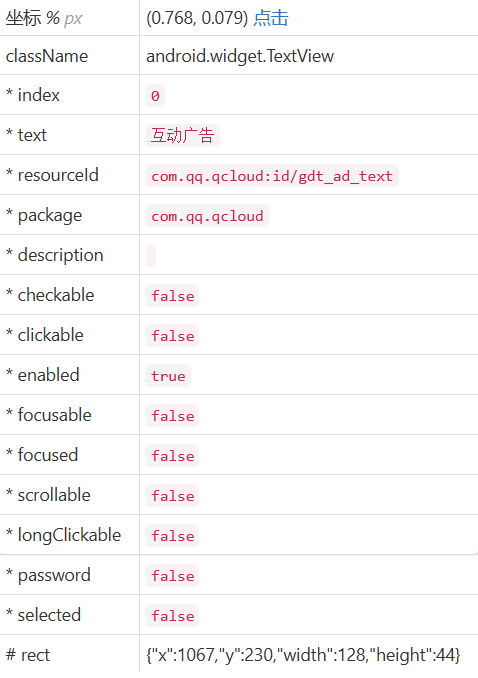 坐标 % px (0.768, 0.079) 点击
className android.widget.TextView
* index 0
* text 互动广告
* resourceId com.qq.qcloud:id/gdt_ad_text
* package com.qq.qcloud
* description
* checkable false
* clickable false
* enabled true
* focusable false
* focused false
* scrollable false
* longClickable false
* password false
* selected false
# rect {"x":1067,"y":230,"width":128,"height":44}